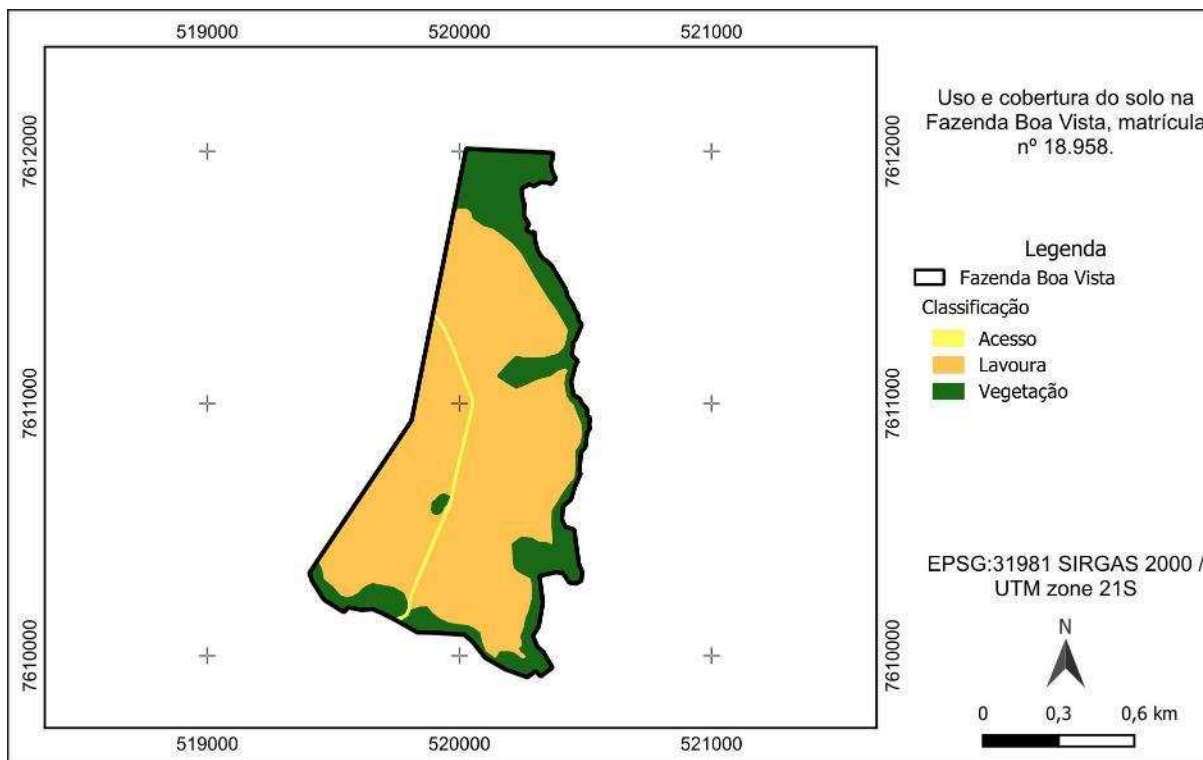 519000
520000
521000
7612000
7612000
7611000
7611000
7610000
7610000
519000
520000
521000
Uso e cobertura do solo na
Fazenda Boa Vista, matrícula
nº 18.958.
Legenda
Fazenda Boa Vista
Classificação
Acesso
Lavoura
Vegetação
EPSG:31981 SIRGAS 2000 /
UTM zone 21S
N
0 0,3 0,6 km